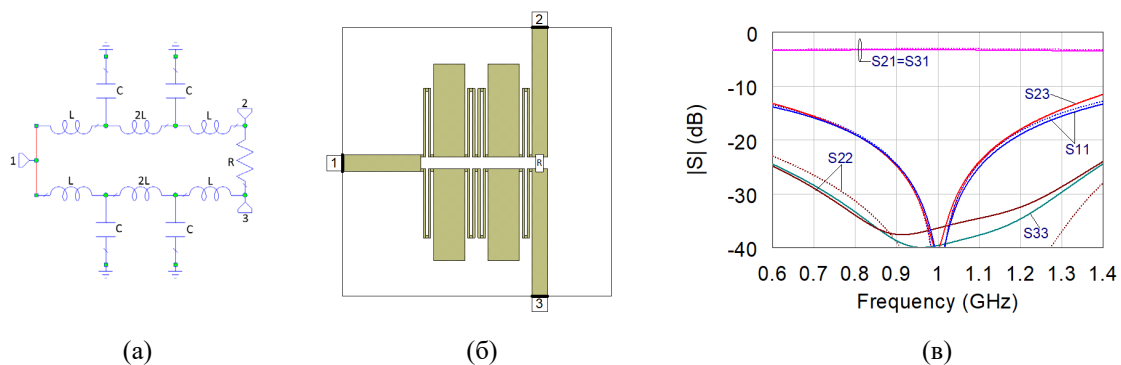 C
C
L
2L
L
2
1
R
L
2L
L
3
C
C
(а)
2
1
R
3
(б)
|S| (dB)
0
-10
-20
-30
-40
S21=S31
S23
S11
S22
S33
0.6
0.7
0.8
0.9
1
1.1
1.2
1.3
1.4
Frequency (GHz)
(в)